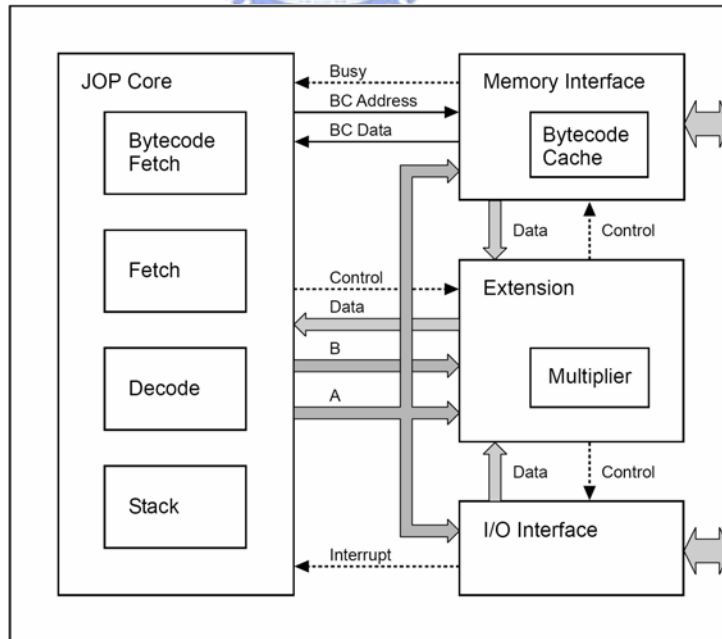 JOP Core
Bytecode
Fetch
Fetch
Decode
Stack
Busy
BC Address
BC Data
Control
Data
B
A
Interrupt
Memory Interface
Bytecode
Cache
Data
Control
Extension
Multiplier
Data
Control
I/O Interface